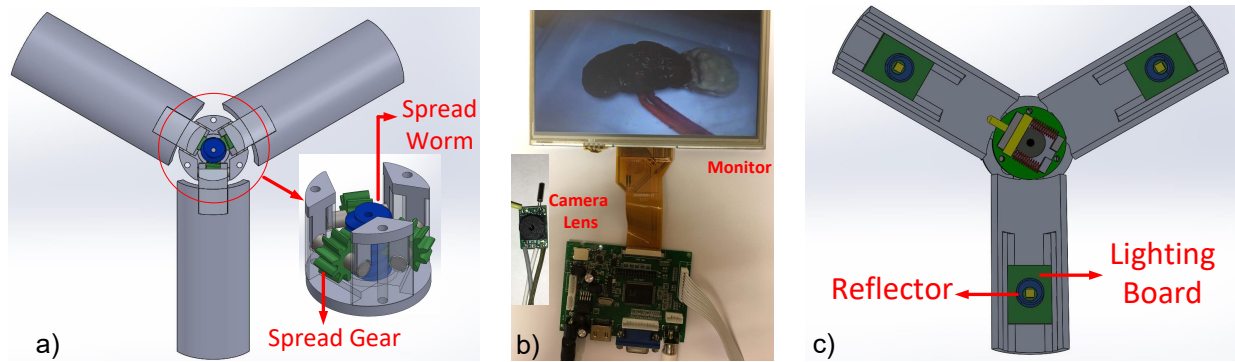 Spread
Worm
Spread Gear
a)
Monitor
Camera
Lens
b)
Reflector
Lighting
Board
c)